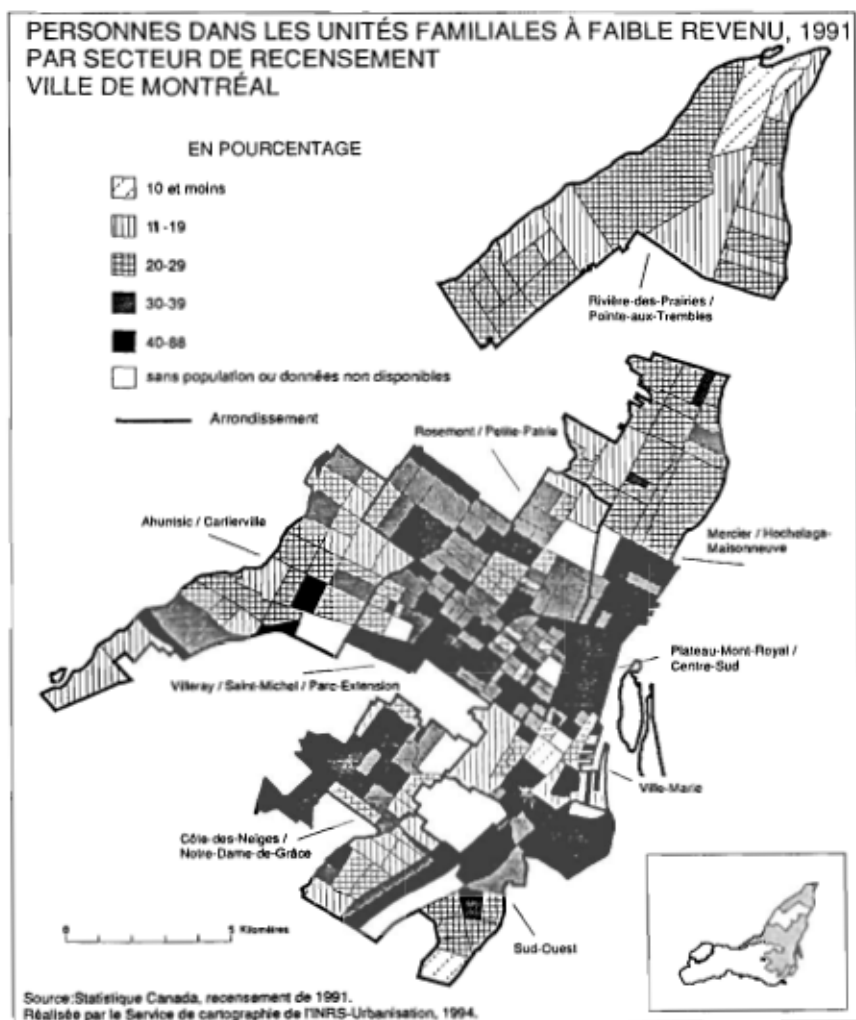 PERSONNES DANS LES UNITÉS FAMILIALES À FAIBLE REVENU, 1991
PAR SECTEUR DE RECENSEMENT
VILLE DE MONTRÉAL
EN POURCENTAGE
10 et moins
11-19
20-29
30-39
40-88
sans population ou données non disponibles
Arrondissement
Rivière-des-Prairies /
Pointe-aux-Trembles
Rosemont / Petite-Patrie
Ahuntsic / Cartierville
Mercier / Hochelaga-
Maisonneuve
Plateau-Mont-Royal /
Centre-Sud
Villeray / Saint-Michel / Parc-Extension
Ville-Marie
Côte-des-Neiges /
Notre-Dame-de-Grâce
Sud-Ouest
0 5 Kilomètres
Source:Statistique Canada, recensement de 1991.
Réalisée par le Service de cartographie de l'INRS-Urbanisation, 1994.